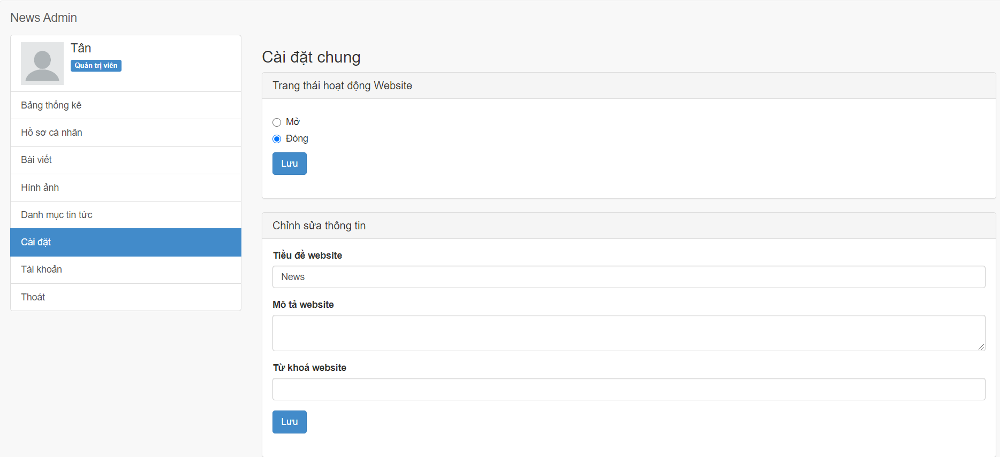 News Admin
Tân
Quản trị viên
Bảng thống kê
Hồ sơ cá nhân
Bài viết
Hình ảnh
Danh mục tin tức
Cài đặt
Tài khoản
Thoát
Cài đặt chung
Trang thái hoạt động Website
Mở
Đóng
Lưu
Chỉnh sửa thông tin
Tiều đề website
News
Mô tả website
Từ khoá website
Lưu